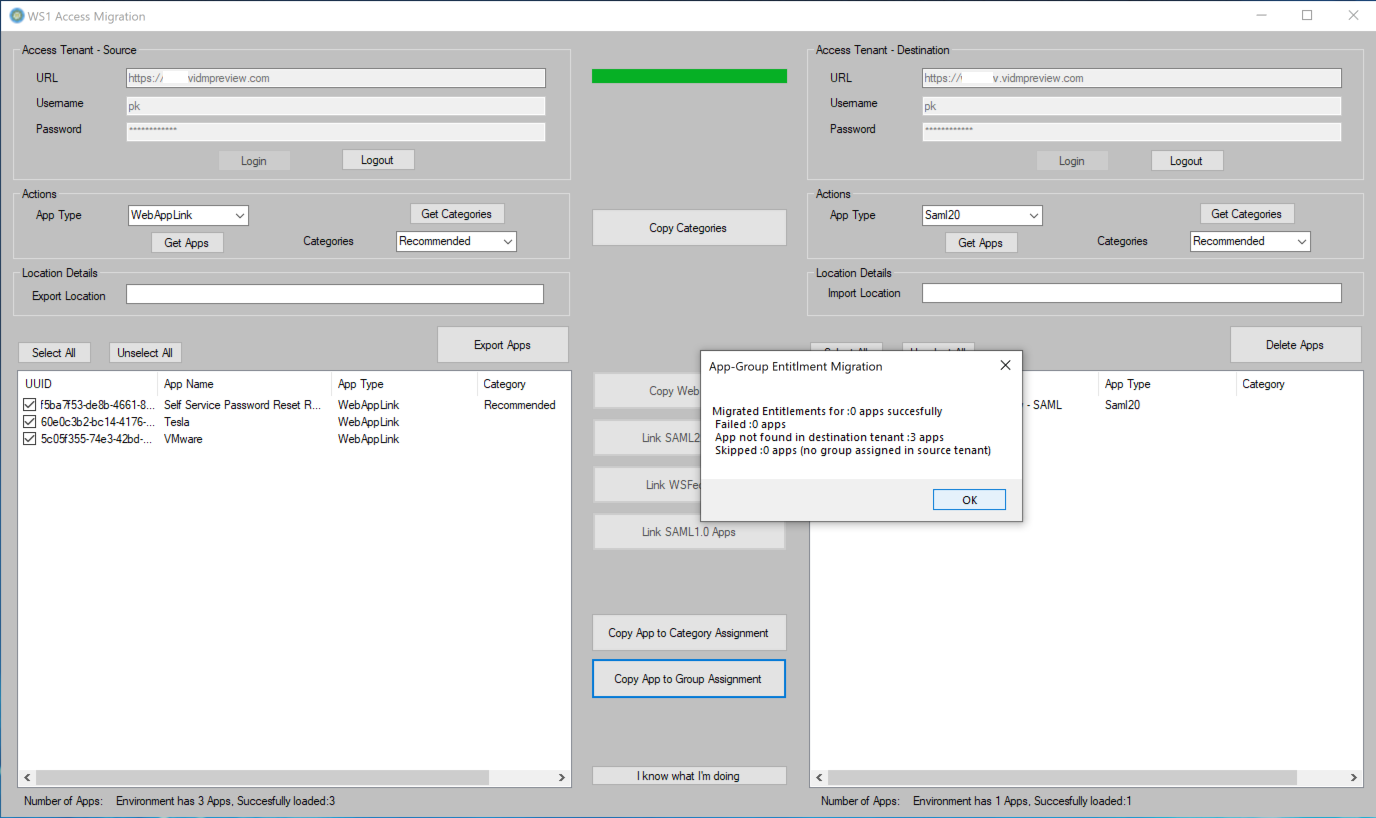 WS1 Access Migration
Access Tenant - Source
URL
https:// vidmpreview.com
Username
pk
Password
************
Login
Logout
Actions
App Type
WebAppLink
Get Categories
Get Apps
Categories
Recommended
Location Details
Export Location
Select All
Unselect All
Export Apps
UUID App Name App Type Category
f5ba7f53-de8b-4661-8... Self Service Password Reset R... WebAppLink Recommended
60e0c3b2-bc14-4176-... Tesla WebAppLink
5c05f355-74e3-42bd-... VMware WebAppLink
Number of Apps: Environment has 3 Apps, Succesfully loaded:3
Copy Categories
Copy Web
Link SAML2
Link WSFe
Link SAML1.0 Apps
Copy App to Category Assignment
Copy App to Group Assignment
I know what I'm doing
Access Tenant - Destination
URL
https:// v.vidmpreview.com
Username
pk
Password
************
Login
Logout
Actions
App Type
Saml20
Get Categories
Get Apps
Categories
Recommended
Location Details
Import Location
Delete Apps
App Type Category
- SAML Saml20
Number of Apps: Environment has 1 Apps, Succesfully loaded:1
App-Group Entitlment Migration
Migrated Entitlements for :0 apps succesfully
Failed :0 apps
App not found in destination tenant :3 apps
Skipped :0 apps (no group assigned in source tenant)
OK